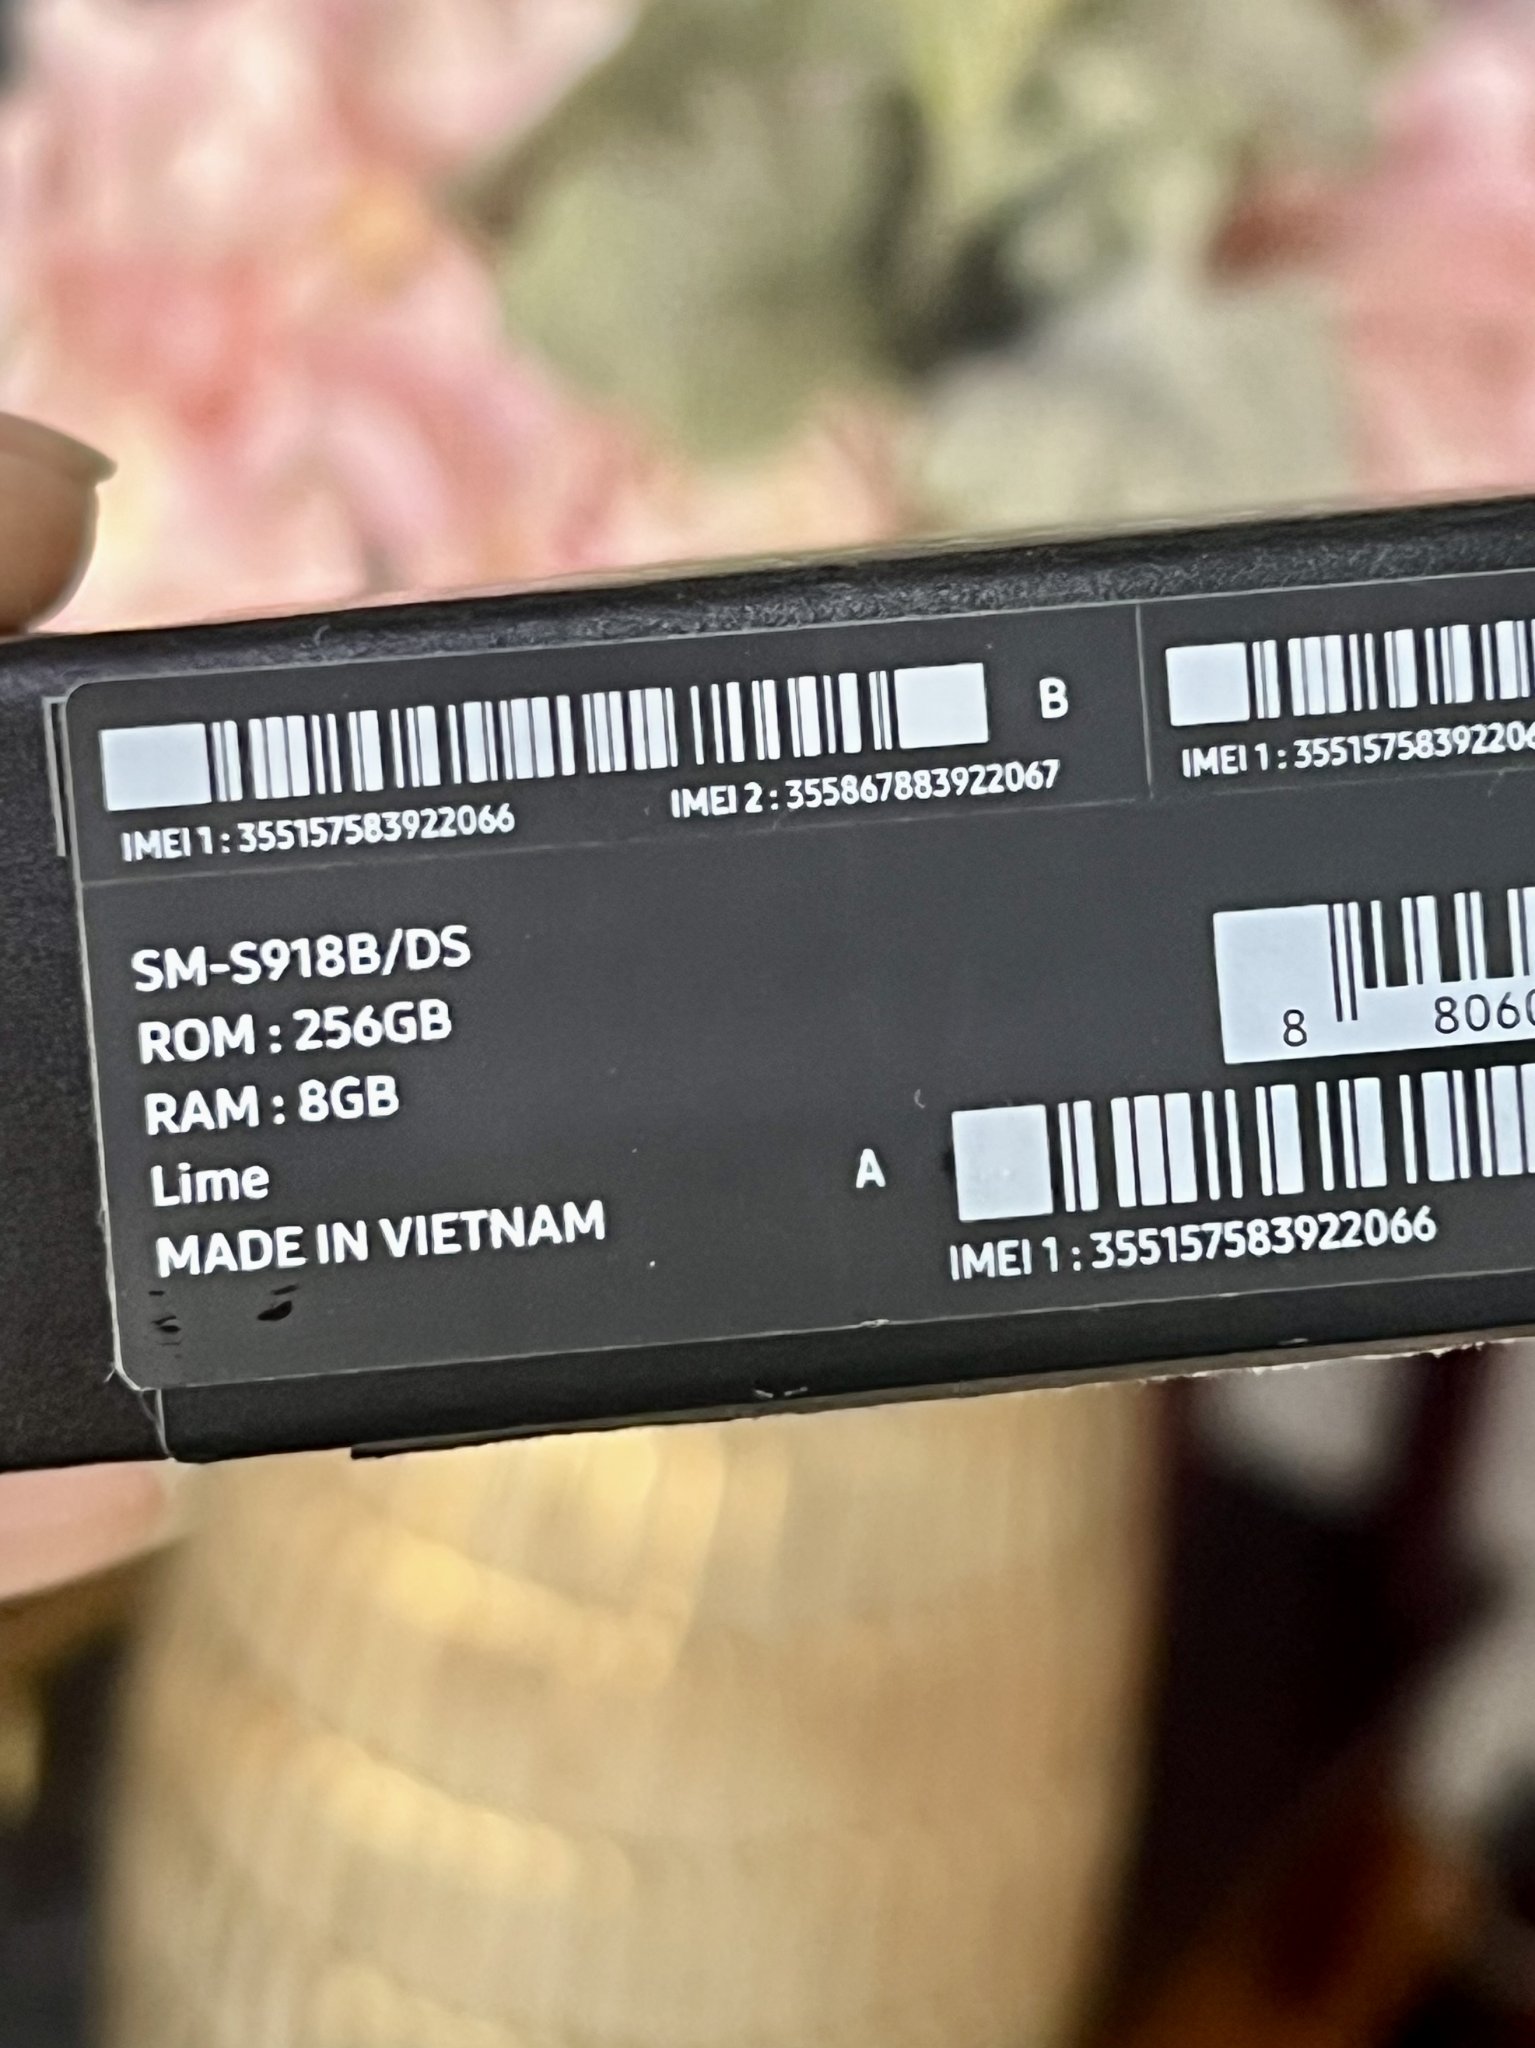 B
IMEI 1 : 355157583922066
IMEI 2 : 355867883922067
IMEI 1 : 35515758392206
SM-S918B/DS
ROM : 256GB
RAM : 8GB
Lime
MADE IN VIETNAM
8 8060
A
IMEI 1 : 355157583922066